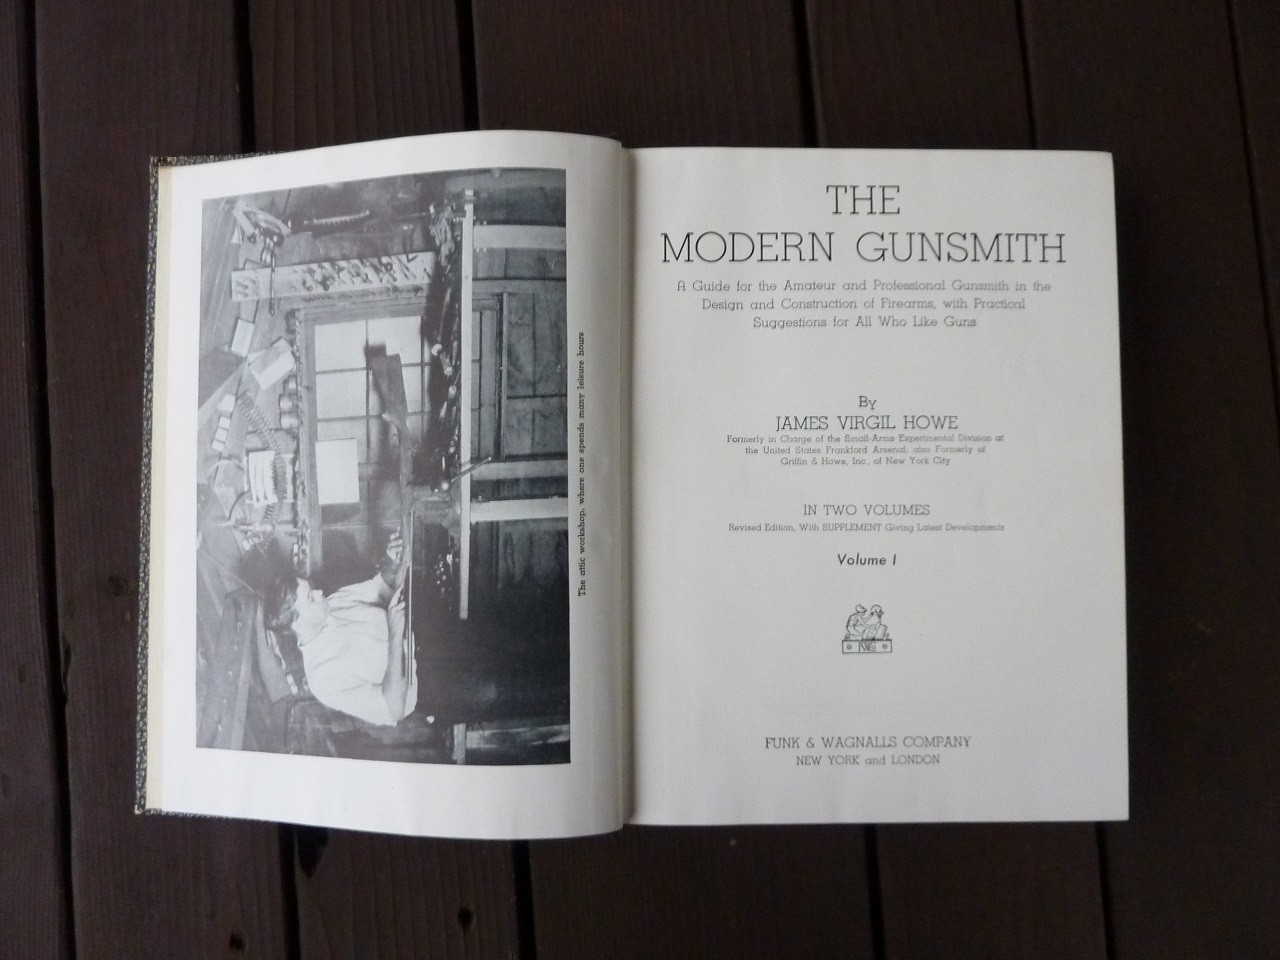 The attic workshop, where one spends many leisure hours
THE
MODERN GUNSMITH
A Guide for the Amateur and Professional Gunsmith in the
Design and Construction of Firearms, with Practical
Suggestions for All Who Like Guns
By
JAMES VIRGIL HOWE
Formerly in Charge of the Small-Arms Experimental Division at
the United States Frankford Arsenal; also Formerly of
Griffin & Howe, Inc., of New York City
IN TWO VOLUMES
Revised Edition, With SUPPLEMENT Giving Latest Developments
Volume I
FUNK & WAGNALLS COMPANY
NEW YORK and LONDON